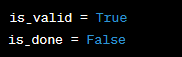 is_valid = True
is_done = False